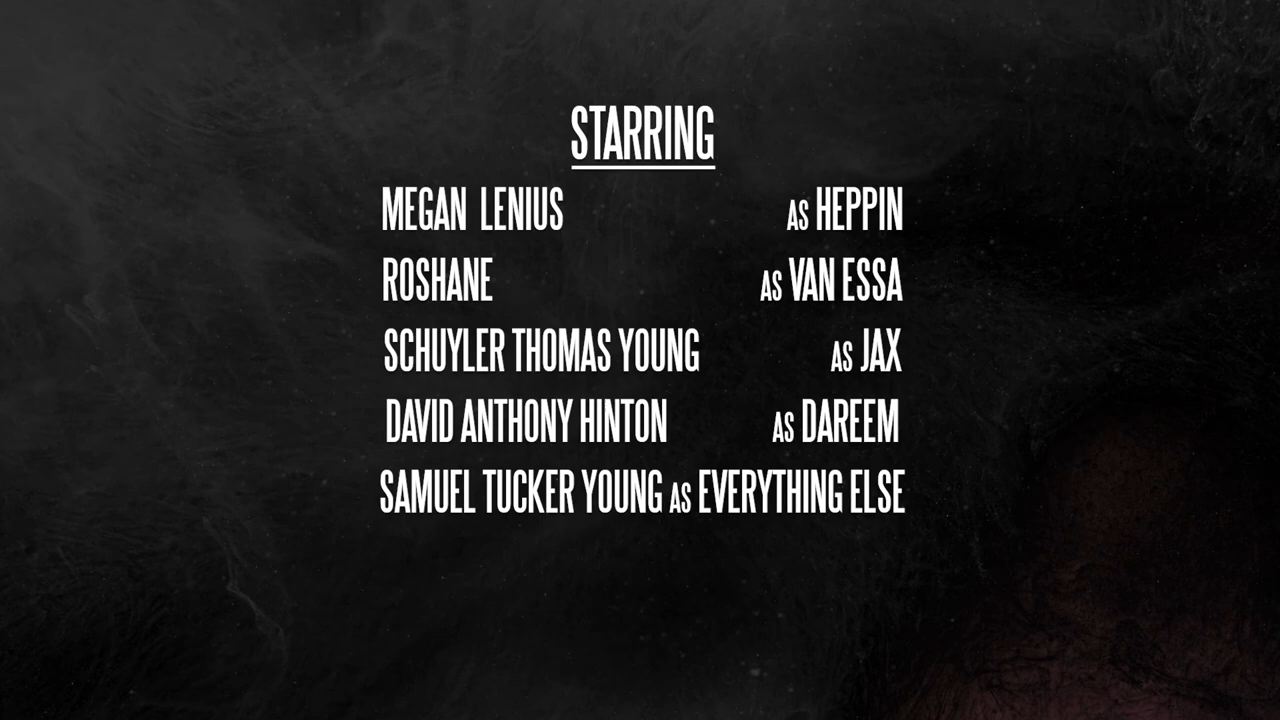 STARRING
MEGAN LENIUS AS HEPPIN
ROSHANE AS VAN ESSA
SCHUYLER THOMAS YOUNG AS JAX
DAVID ANTHONY HINTON AS DAREEM
SAMUEL TUCKER YOUNG AS EVERYTHING ELSE